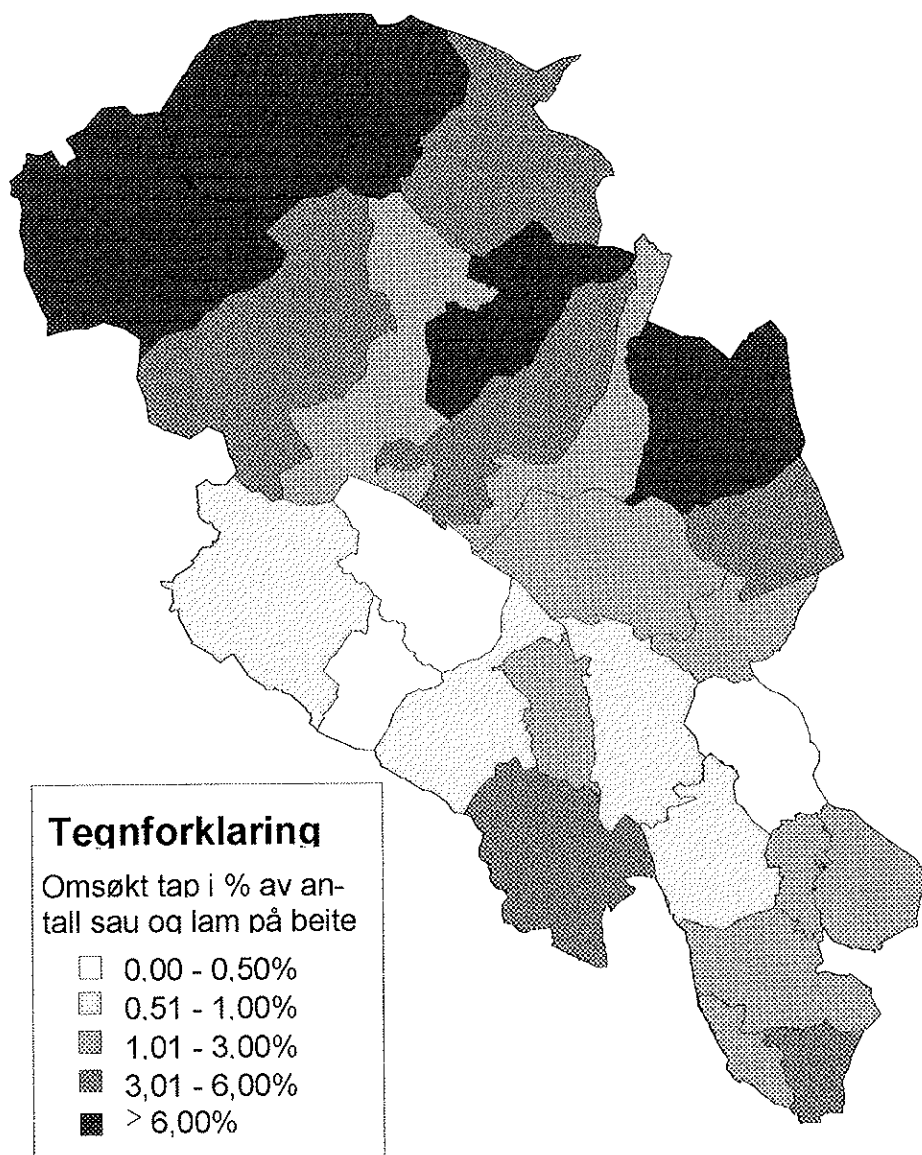 Tegnforklaring
Omsøkt tap i % av an-
tall sau og lam på beite
0.00 - 0,50%
0.51 - 1,00%
1,01 - 3,00%
3,01 - 6,00%
> 6,00%